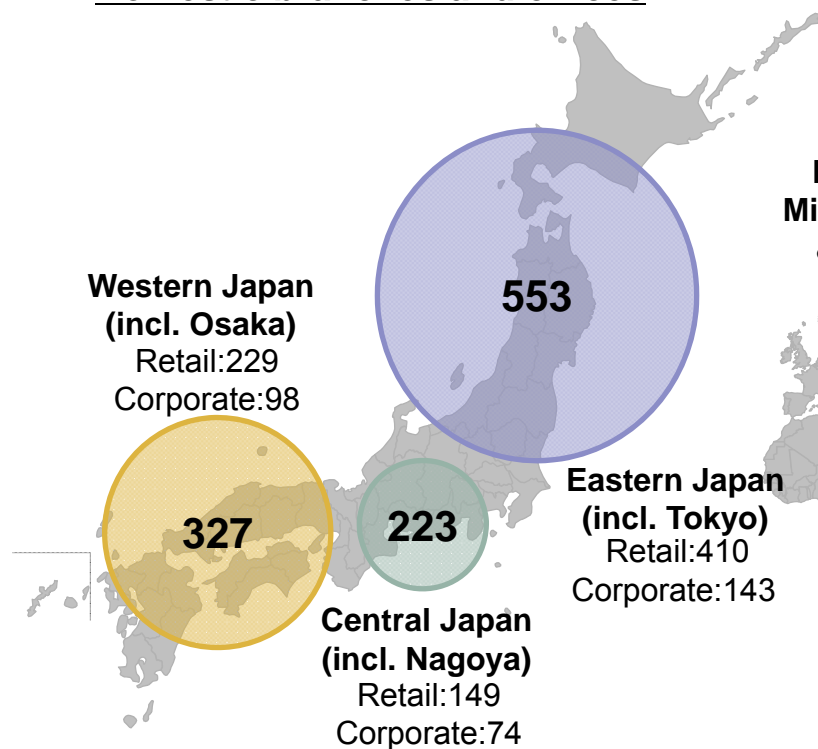 553
Western Japan
(incl. Osaka)
Retail:229
Corporate:98
327
223
Eastern Japan
(incl. Tokyo)
Retail:410
Corporate:143
Central Japan
(incl. Nagoya)
Retail:149
Corporate:74